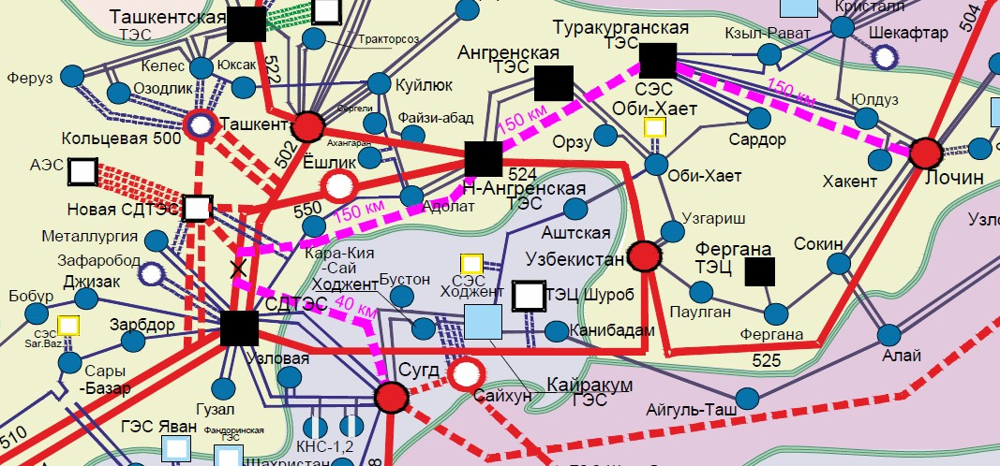 Ташкентская
ТЭС
Тракторсоз
Туракурганская
ТЭС
Кристалл
504
Кзыл-Рават
Шекафтар
Ангренская
ТЭС
522
Келес
Юксак
Феруз
Озодлик
Куйлюк
СЭС
Оби-Хает
150 км
Юлдуз
Сергели
Файзи-абад
Ташкент
150 км
Кольцевая 500
502
Ахангаран
Орзу
Сардор
АЭС
Ёшлик
524
Оби-Хает
Хакент
Лочин
Н-Ангренская
ТЭС
Новая СДТЭС
550
150 км
Адолат
Металлургия
Аштская
Узгариш
Зафаробод
Кара-Кия
-Сай
Узбекистан
Фергана
ТЭЦ
Сокин
Джизак
Ходжент
Бустон
СЭС
Ходжент
ТЭЦ Шуроб
Бобур
СДТЭС
40 км
Паулган
СЭС
Sar.Baz.
Зарбдор
Канибадам
Фергана
Узловая
525
Алай
Сары
-Базар
Сугд
Сайхун
Кайракум
ГЭС
Гузал
Айгуль-Таш
ГЭС Яван
Фандоринская
ГЭС
КНС-1,2
510
Шахристан